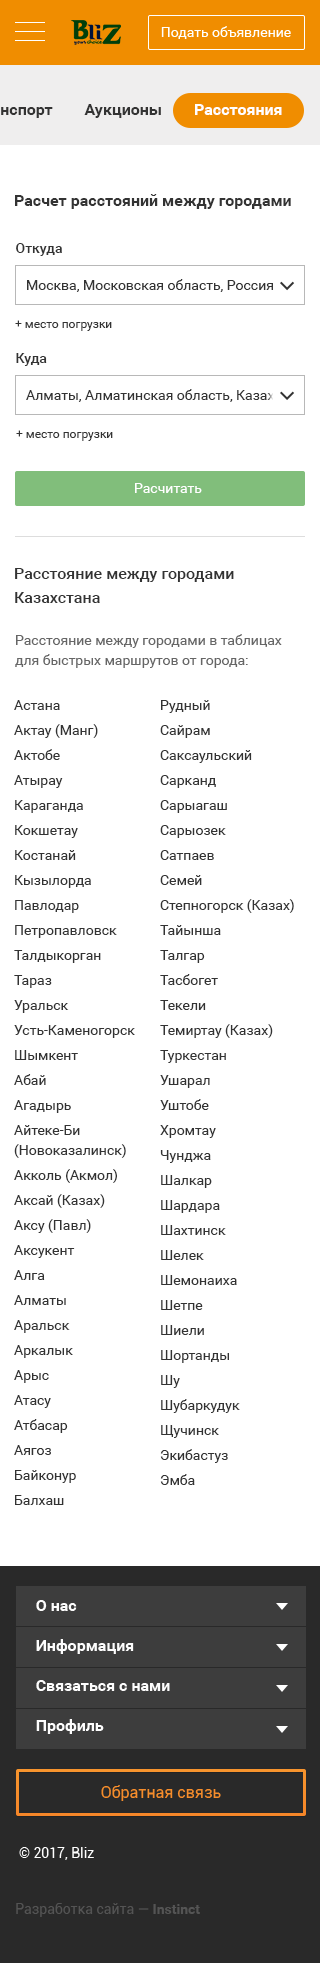 Bliz
Подать объявление
нспорт Аукционы Расстояния
Расчет расстояний между городами
Откуда
Москва, Московская область, Россия
+ место погрузки
Куда
Алматы, Алматинская область, Казах
+ место погрузки
Расчитать
Расстояние между городами
Казахстана
Расстояние между городами в таблицах
для быстрых маршрутов от города:
Астана
Актау (Манг)
Актобе
Атырау
Караганда
Кокшетау
Костанай
Кызылорда
Павлодар
Петропавловск
Талдыкорган
Тараз
Уральск
Усть-Каменогорск
Шымкент
Абай
Агадырь
Айтеке-Би
(Новоказалинск)
Акколь (Акмол)
Аксай (Казах)
Аксу (Павл)
Аксукент
Алга
Алматы
Аральск
Аркалык
Арыс
Атасу
Атбасар
Аягоз
Байконур
Балхаш
Рудный
Сайрам
Саксаульский
Сарканд
Сарыагаш
Сарыозек
Сатпаев
Семей
Степногорск (Казах)
Тайынша
Талгар
Тасбогет
Текели
Темиртау (Казах)
Туркестан
Ушарал
Уштобе
Хромтау
Чунджа
Шалкар
Шардара
Шахтинск
Шелек
Шемонаиха
Шетпе
Шиели
Шортанды
Шу
Шубаркудук
Щучинск
Экибастуз
Эмба
О нас
Информация
Связаться с нами
Профиль
Обратная связь
© 2017, Bliz
Разработка сайта — Instinct